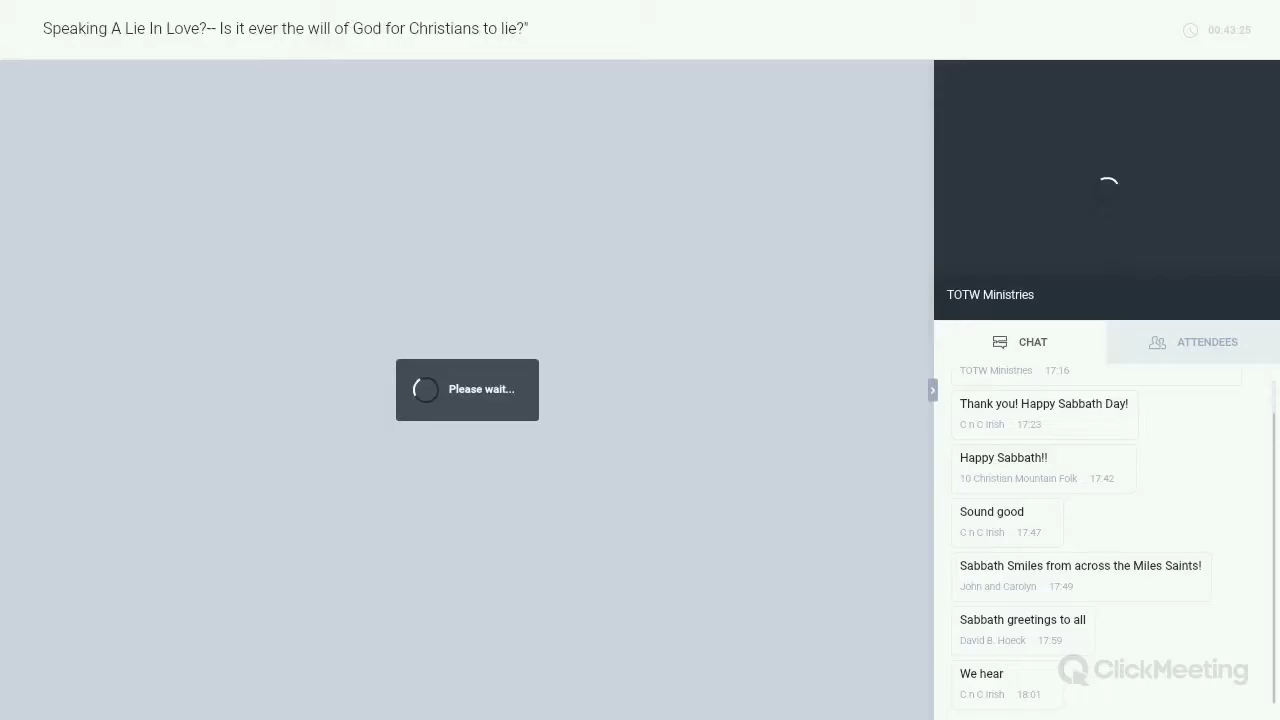 Speaking A Lie In Love?-- Is it ever the will of God for Christians to lie?"
00:43:25
Please wait...
TOTW Ministries
CHAT
ATTENDEES
TOTW Ministries 17:16
Thank you! Happy Sabbath Day!
C n C Irish 17:23
Happy Sabbath!!
10 Christian Mountain Folk 17:42
Sound good
C n C Irish 17:47
Sabbath Smiles from across the Miles Saints!
John and Carolyn 17:49
Sabbath greetings to all
David B. Hoeck 17:59
We hear
C n C Irish 18:01
ClickMeeting